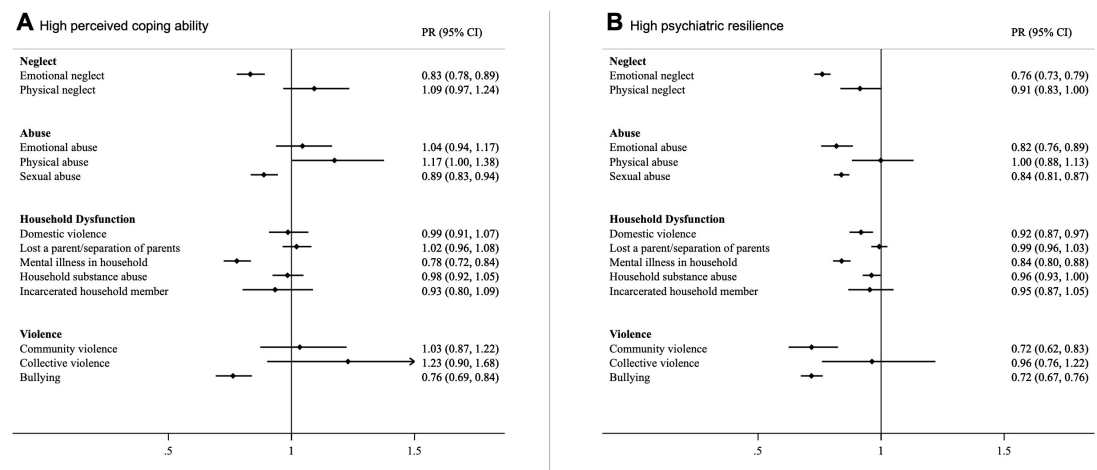 A High perceived coping ability
PR (95% CI)
Neglect
Emotional neglect 0.83 (0.78, 0.89)
Physical neglect 1.09 (0.97, 1.24)
Abuse
Emotional abuse 1.04 (0.94, 1.17)
Physical abuse 1.17 (1.00, 1.38)
Sexual abuse 0.89 (0.83, 0.94)
Household Dysfunction
Domestic violence 0.99 (0.91, 1.07)
Lost a parent/separation of parents 1.02 (0.96, 1.08)
Mental illness in household 0.78 (0.72, 0.84)
Household substance abuse 0.98 (0.92, 1.05)
Incarcerated household member 0.93 (0.80, 1.09)
Violence
Community violence 1.03 (0.87, 1.22)
Collective violence 1.23 (0.90, 1.68)
Bullying 0.76 (0.69, 0.84)
.5 1 1.5
B High psychiatric resilience
PR (95% CI)
Neglect
Emotional neglect 0.76 (0.73, 0.79)
Physical neglect 0.91 (0.83, 1.00)
Abuse
Emotional abuse 0.82 (0.76, 0.89)
Physical abuse 1.00 (0.88, 1.13)
Sexual abuse 0.84 (0.81, 0.87)
Household Dysfunction
Domestic violence 0.92 (0.87, 0.97)
Lost a parent/separation of parents 0.99 (0.96, 1.03)
Mental illness in household 0.84 (0.80, 0.88)
Household substance abuse 0.96 (0.93, 1.00)
Incarcerated household member 0.95 (0.87, 1.05)
Violence
Community violence 0.72 (0.62, 0.83)
Collective violence 0.96 (0.76, 1.22)
Bullying 0.72 (0.67, 0.76)
.5 1 1.5